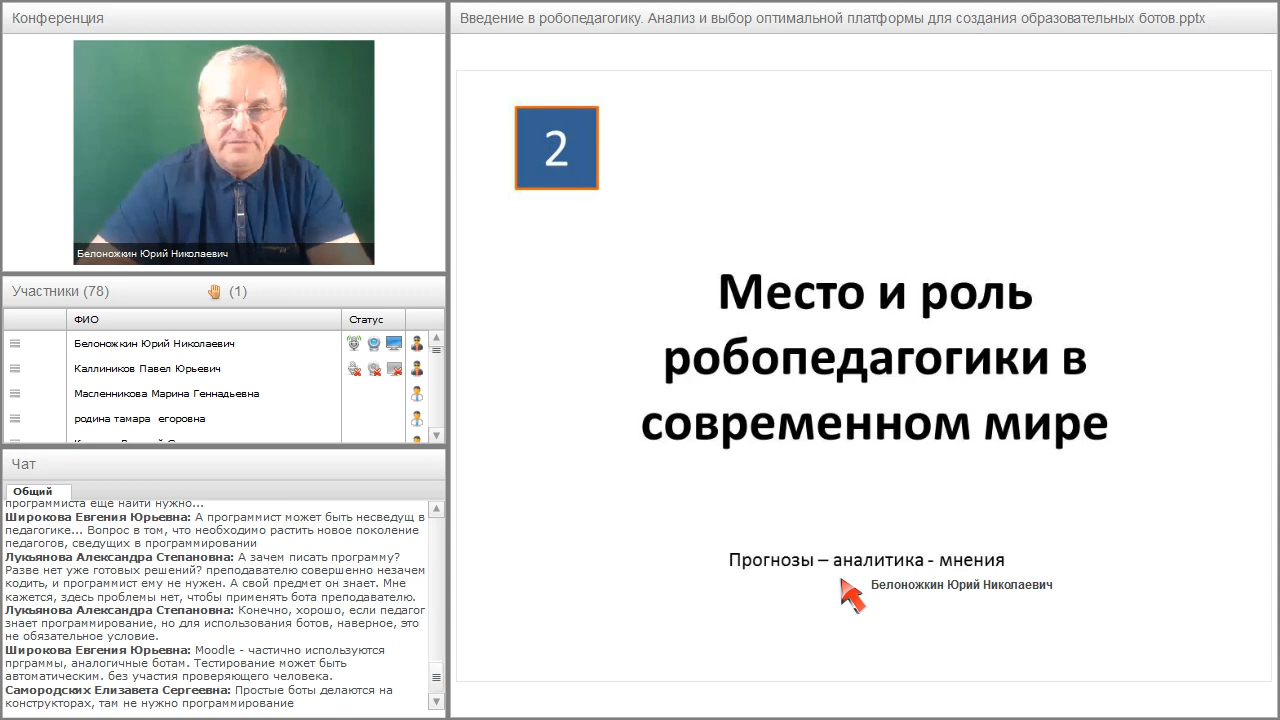 Конференция
Белоножкин Юрий Николаевич
Участники (78)
(1)
ФИО
Статус
Белоножкин Юрий Николаевич
Каллиников Павел Юрьевич
Масленникова Марина Геннадьевна
родина тамара егоровна
Чат
Общий
программиста еще найти нужно...
Широкова Евгения Юрьевна: А программист может быть несведущ в
педагогике... Вопрос в том, что необходимо растить новое поколение
педагогов, сведущих в программировании
Лукьянова Александра Степановна: А зачем писать программу?
Разве нет уже готовых решений? преподавателю совершенно незачем
кодить, и программист ему не нужен. А свой предмет он знает. Мне
кажется, здесь проблемы нет, чтобы применять бота преподавателю.
Лукьянова Александра Степановна: Конечно, хорошо, если педагог
знает программирование, но для использования ботов, наверное, это
не обязательное условие.
Широкова Евгения Юрьевна: Moodle - частично используются
прграммы, аналогичные ботам. Тестирование может быть
автоматическим. без участия проверяющего человека.
Самородских Елизавета Сергеевна: Простые боты делаются на
конструкторах, там не нужно программирование
Введение в робопедагогику. Анализ и выбор оптимальной платформы для создания образовательных ботов.pptx
2
Место и роль
робопедагогики в
современном мире
Прогнозы – аналитика - мнения
Белоножкин Юрий Николаевич